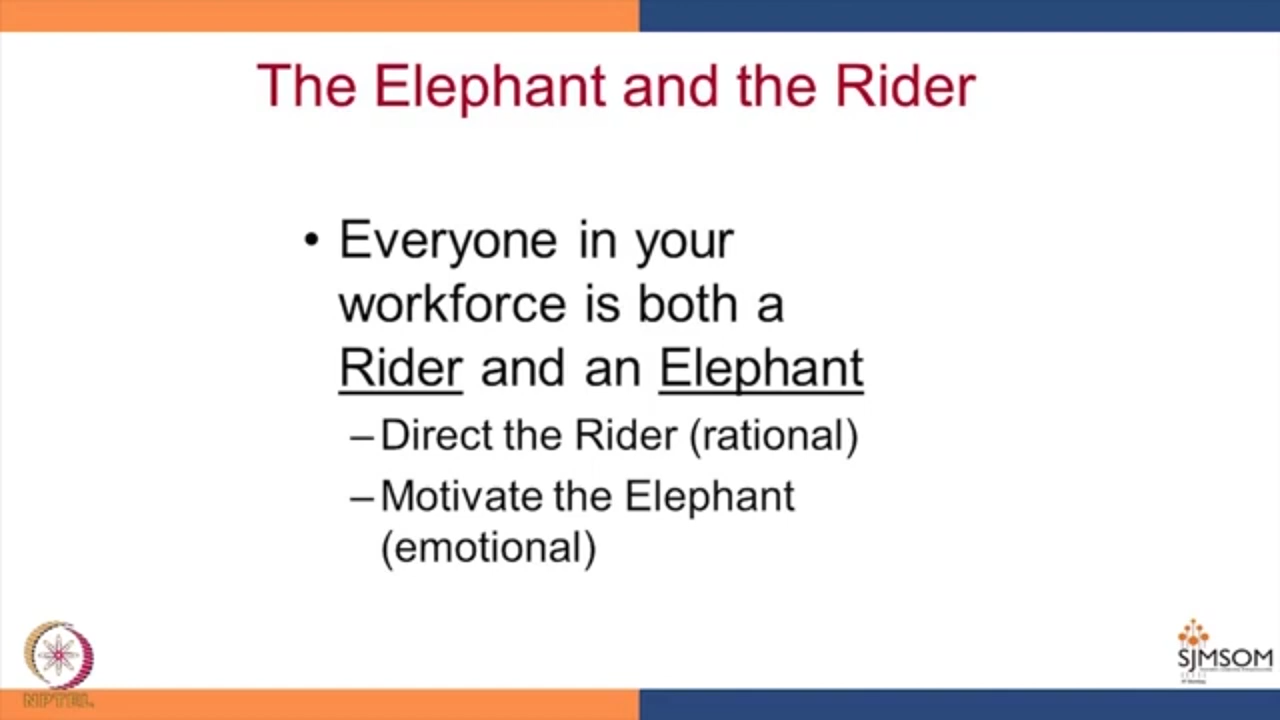 The Elephant and the Rider
• Everyone in your
workforce is both a
Rider and an Elephant
–Direct the Rider (rational)
–Motivate the Elephant
(emotional)
NPTEL
SJMSOM